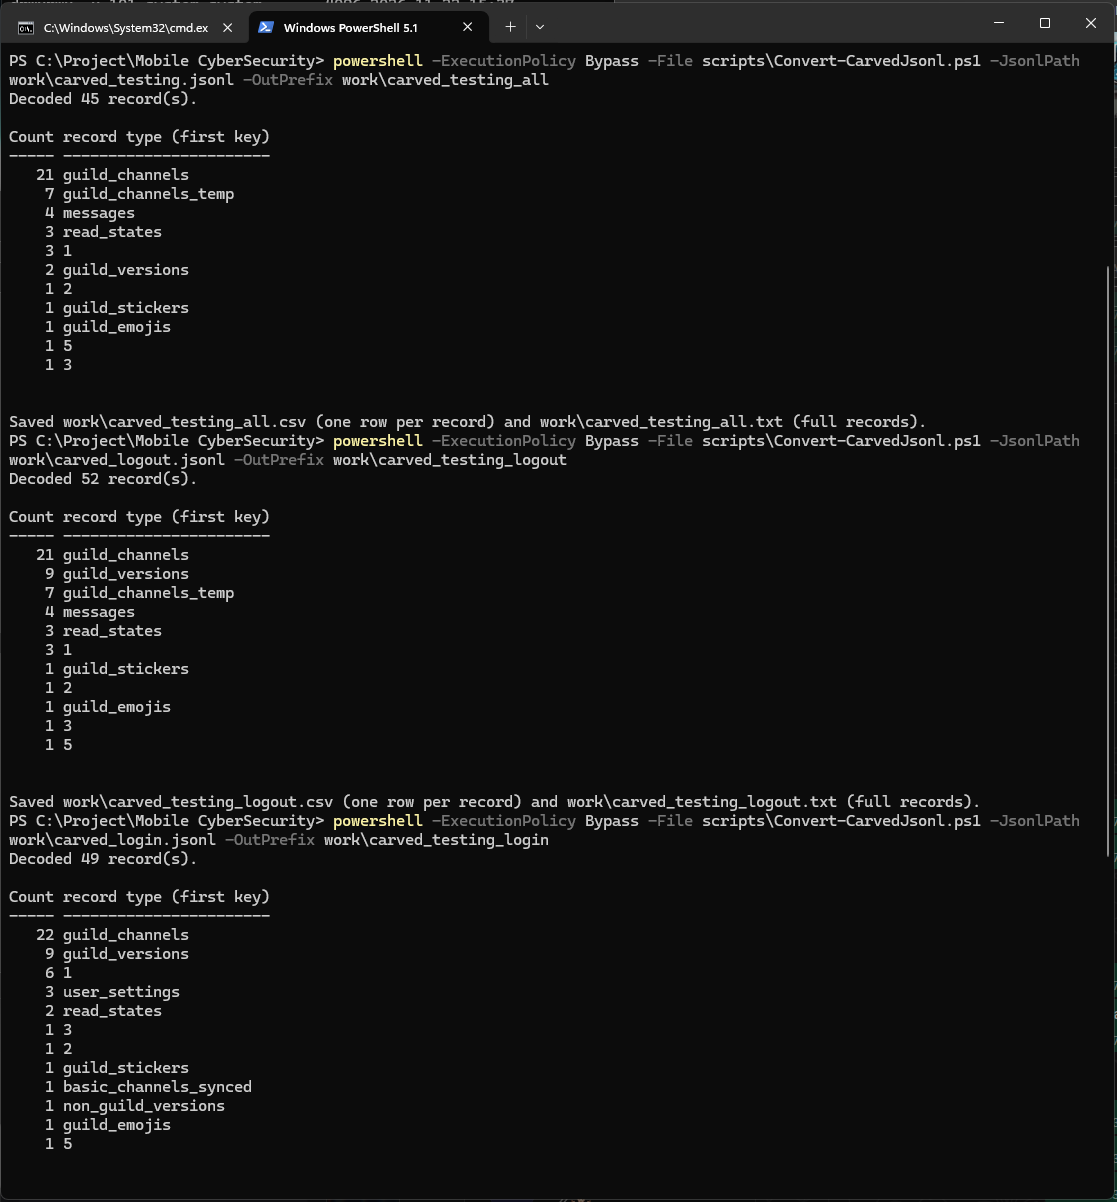 C:\Windows\System32\cmd.ex
Windows PowerShell 5.1
PS C:\Project\Mobile CyberSecurity> powershell -ExecutionPolicy Bypass -File scripts\Convert-CarvedJsonl.ps1 -JsonlPath
work\carved_testing.jsonl -OutPrefix work\carved_testing_all
Decoded 45 record(s).
Count record type (first key)
----- -----------------------
21 guild_channels
7 guild_channels_temp
4 messages
3 read_states
3 1
2 guild_versions
1 2
1 guild_stickers
1 guild_emojis
1 5
1 3
Saved work\carved_testing_all.csv (one row per record) and work\carved_testing_all.txt (full records).
PS C:\Project\Mobile CyberSecurity> powershell -ExecutionPolicy Bypass -File scripts\Convert-CarvedJsonl.ps1 -JsonlPath
work\carved_logout.jsonl -OutPrefix work\carved_testing_logout
Decoded 52 record(s).
Count record type (first key)
----- -----------------------
21 guild_channels
9 guild_versions
7 guild_channels_temp
4 messages
3 read_states
3 1
1 guild_stickers
1 2
1 guild_emojis
1 3
1 5
Saved work\carved_testing_logout.csv (one row per record) and work\carved_testing_logout.txt (full records).
PS C:\Project\Mobile CyberSecurity> powershell -ExecutionPolicy Bypass -File scripts\Convert-CarvedJsonl.ps1 -JsonlPath
work\carved_login.jsonl -OutPrefix work\carved_testing_login
Decoded 49 record(s).
Count record type (first key)
----- -----------------------
22 guild_channels
9 guild_versions
6 1
3 user_settings
2 read_states
1 3
1 2
1 guild_stickers
1 basic_channels_synced
1 non_guild_versions
1 guild_emojis
1 5